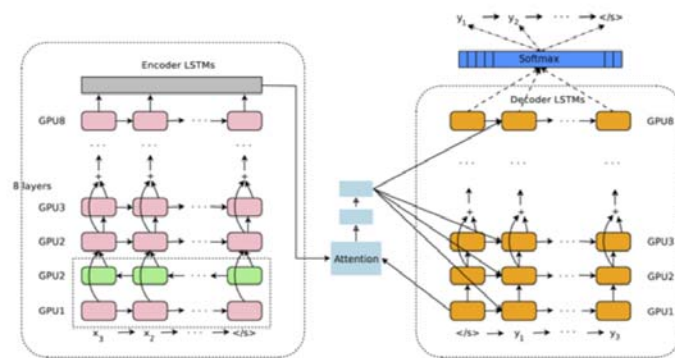 y1 y2 ... </s>
Softmax
Encoder LSTMs
Decoder LSTMs
GPU8
GPU8
...
...
8 layers
GPU3
GPU3
GPU2
GPU2
GPU2
Attention
GPU1
GPU1
x3 x2 ... </s>
</s> y1 ... y3